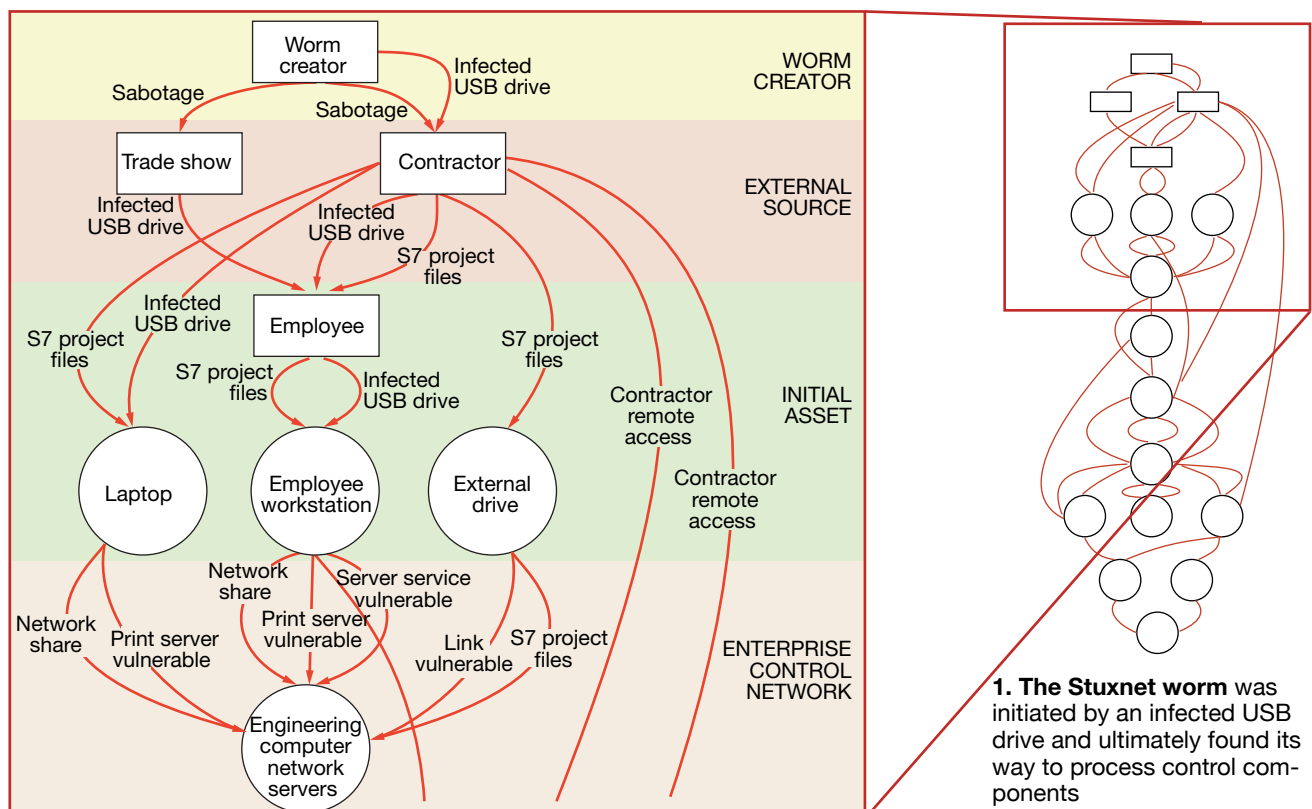 Worm
creator
Infected
USB drive
WORM
CREATOR
Sabotage
Sabotage
Trade show
Contractor
EXTERNAL
SOURCE
Infected
USB drive
Infected
USB drive
S7 project
files
Infected
USB drive
Employee
S7 project
files
S7 project
files
S7 project
files
Infected
USB drive
Contractor
remote
access
INITIAL
ASSET
Laptop
Employee
workstation
External
drive
Contractor
remote
access
Network
share
Print server
vulnerable
Network
share
Print server
vulnerable
Server service
vulnerable
Link
vulnerable
S7 project
files
ENTERPRISE
CONTROL
NETWORK
Engineering
computer
network
servers
1. The Stuxnet worm was
initiated by an infected USB
drive and ultimately found its
way to process control com-
ponents